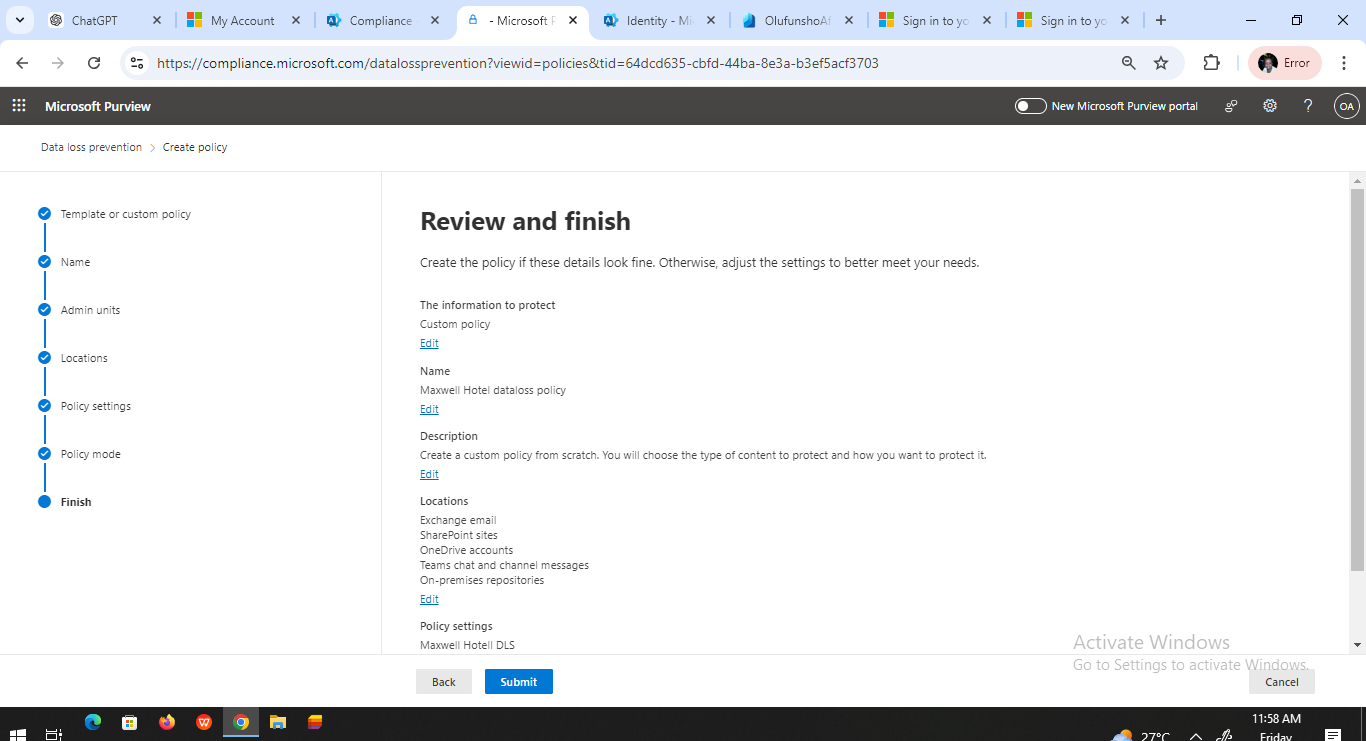 ChatGPT
My Account
Compliance
- Microsoft P
Identity - Mi
OlufunshoAf
Sign in to yo
Sign in to yo
https://compliance.microsoft.com/datalossprevention?viewid=policies&tid=64dcd635-cbfd-44ba-8e3a-b3ef5acf3703
Error
Microsoft Purview
New Microsoft Purview portal
OA
Data loss prevention > Create policy
Template or custom policy
Name
Admin units
Locations
Policy settings
Policy mode
Finish
Review and finish
Create the policy if these details look fine. Otherwise, adjust the settings to better meet your needs.
The information to protect
Custom policy
Edit
Name
Maxwell Hotel dataloss policy
Edit
Description
Create a custom policy from scratch. You will choose the type of content to protect and how you want to protect it.
Edit
Locations
Exchange email
SharePoint sites
OneDrive accounts
Teams chat and channel messages
On-premises repositories
Edit
Policy settings
Maxwell Hotell DLS
Activate Windows
Go to Settings to activate Windows.
Back
Submit
Cancel
27°C
11:58 AM
Friday